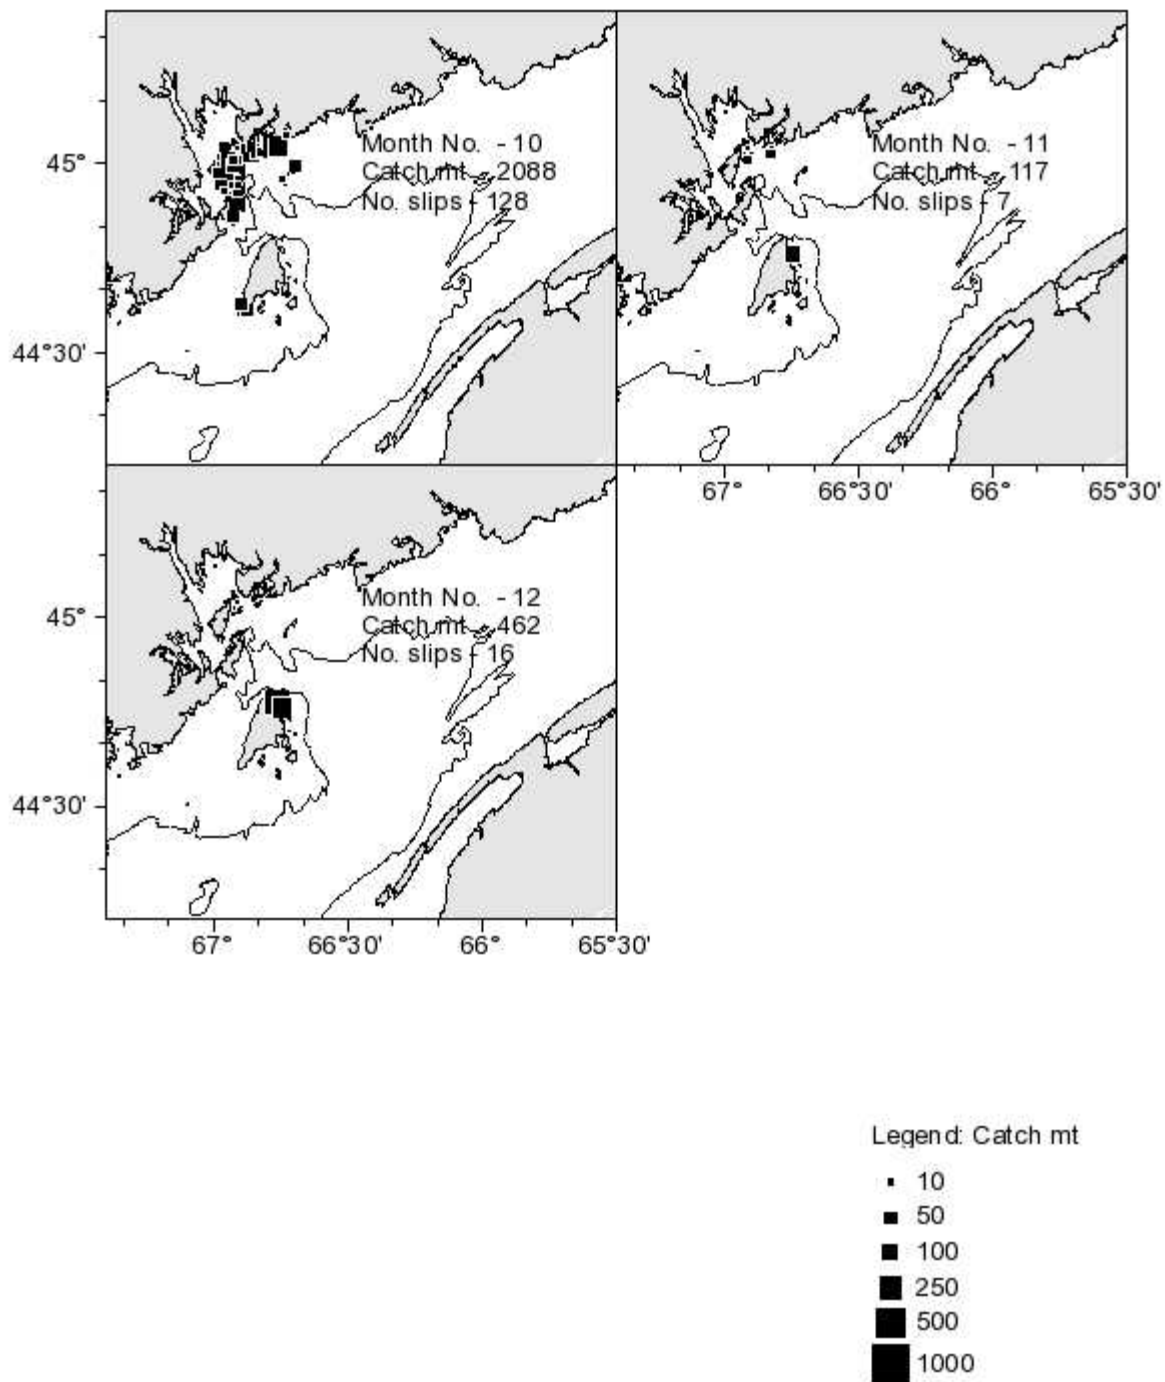 Month No. - 10
Catch mt - 2088
No. slips - 128
Month No. - 11
Catch mt - 117
No. slips - 7
45°
44°30'
67° 66°30' 66° 65°30'
Month No. - 12
Catch mt - 462
No. slips - 16
45°
44°30'
67° 66°30' 66° 65°30'
Legend: Catch mt
10
50
100
250
500
1000